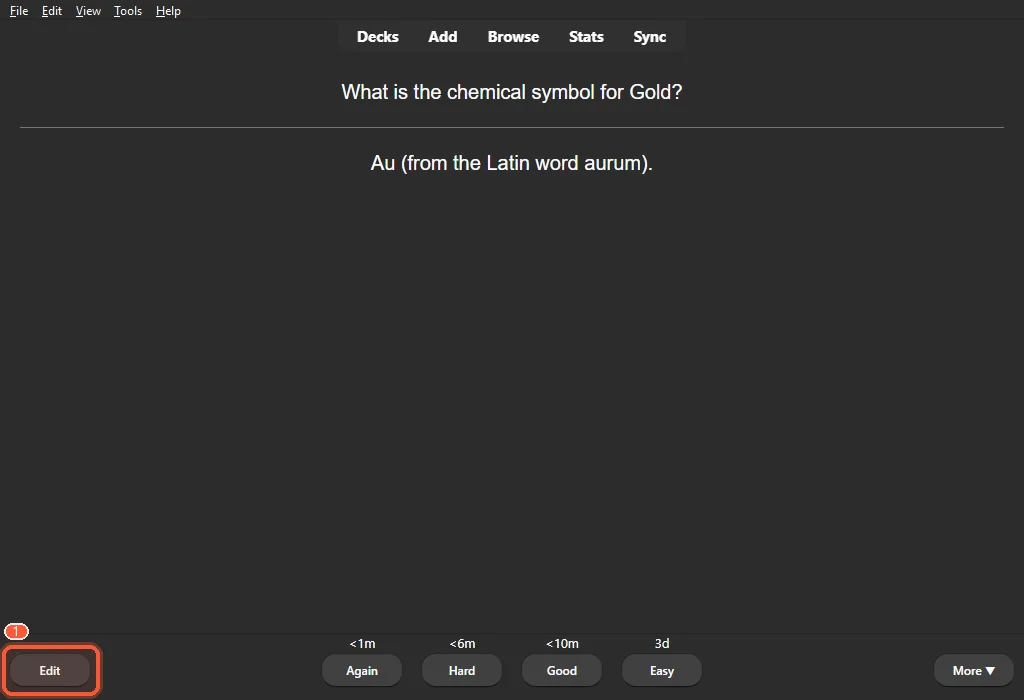 File Edit View Tools Help
Decks Add Browse Stats Sync
What is the chemical symbol for Gold?
Au (from the Latin word aurum).
1
<1m <6m <10m 3d
Edit Again Hard Good Easy More ▼